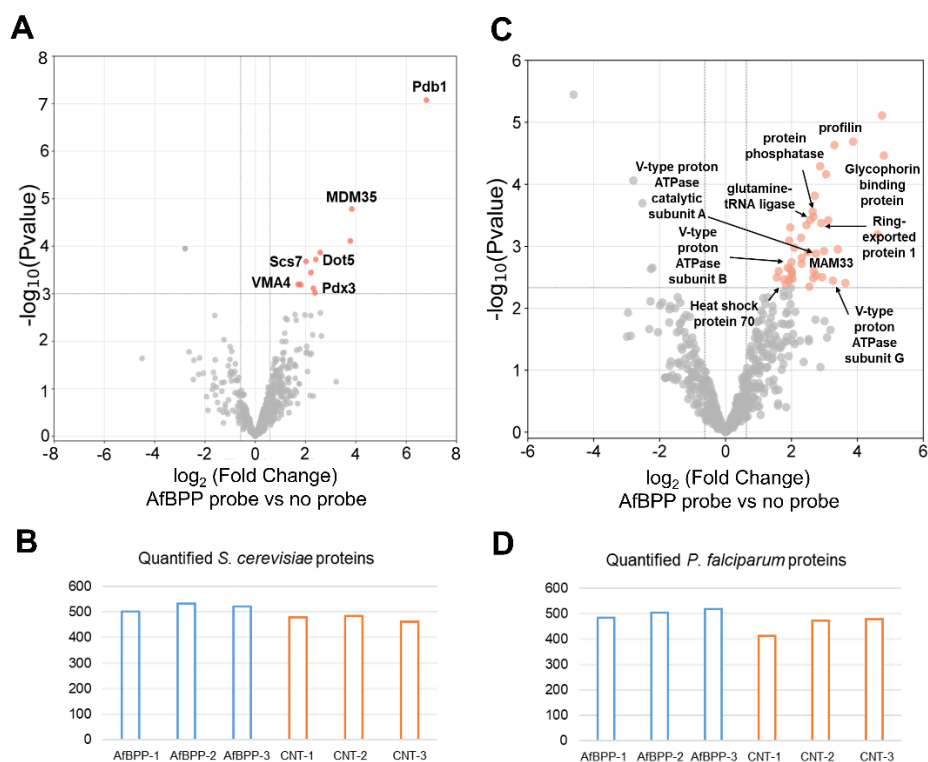 A
8
7
6
5
4
3
2
1
0
-log10(Pvalue)
Pdb1
MDM35
Scs7
Dot5
VMA4
Pdx3
-8
-6
-4
-2
0
2
4
6
8
log2 (Fold Change)
AfBPP probe vs no probe
C
6
5
4
3
2
1
0
-log10(Pvalue)
profilin
protein
phosphatase
V-type proton
ATPase
catalytic
subunit A
Glycophorin
binding
protein
glutamine-
tRNA ligase
Ring-
exported
protein 1
V-type
proton
ATPase
subunit B
MAM33
Heat shock
protein 70
V-type
proton
ATPase
subunit G
-6
-4
-2
0
2
4
6
log2 (Fold Change)
AfBPP probe vs no probe
B
Quantified S. cerevisiae proteins
600
500
400
300
200
100
0
AfBPP-1
AfBPP-2
AfBPP-3
CNT-1
CNT-2
CNT-3
D
Quantified P. falciparum proteins
600
500
400
300
200
100
0
AfBPP-1
AfBPP-2
AfBPP-3
CNT-1
CNT-2
CNT-3